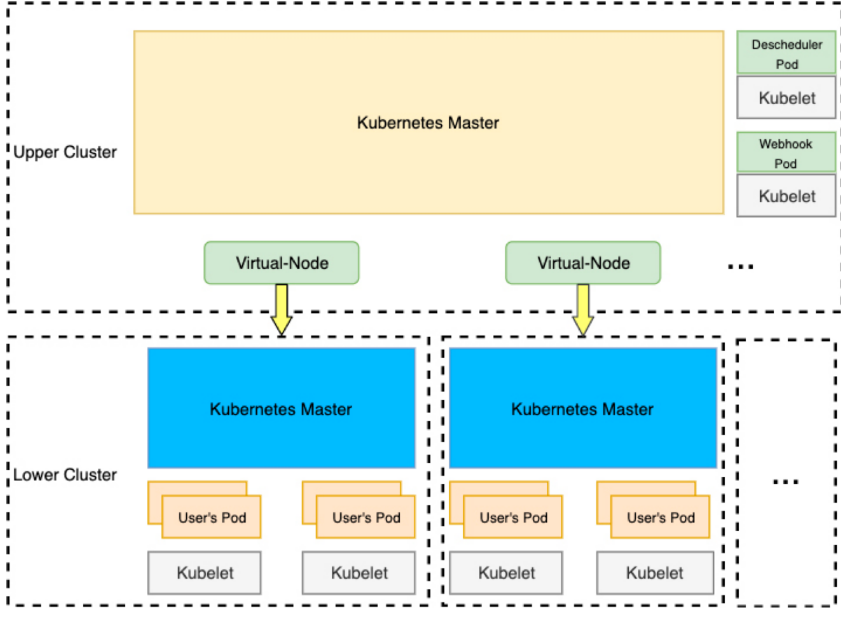 Descheduler
Pod
Kubelet
Kubernetes Master
Upper Cluster
Webhook
Pod
Kubelet
Virtual-Node
Virtual-Node
...
Kubernetes Master
Kubernetes Master
Lower Cluster
...
User's Pod
User's Pod
User's Pod
User's Pod
Kubelet
Kubelet
Kubelet
Kubelet